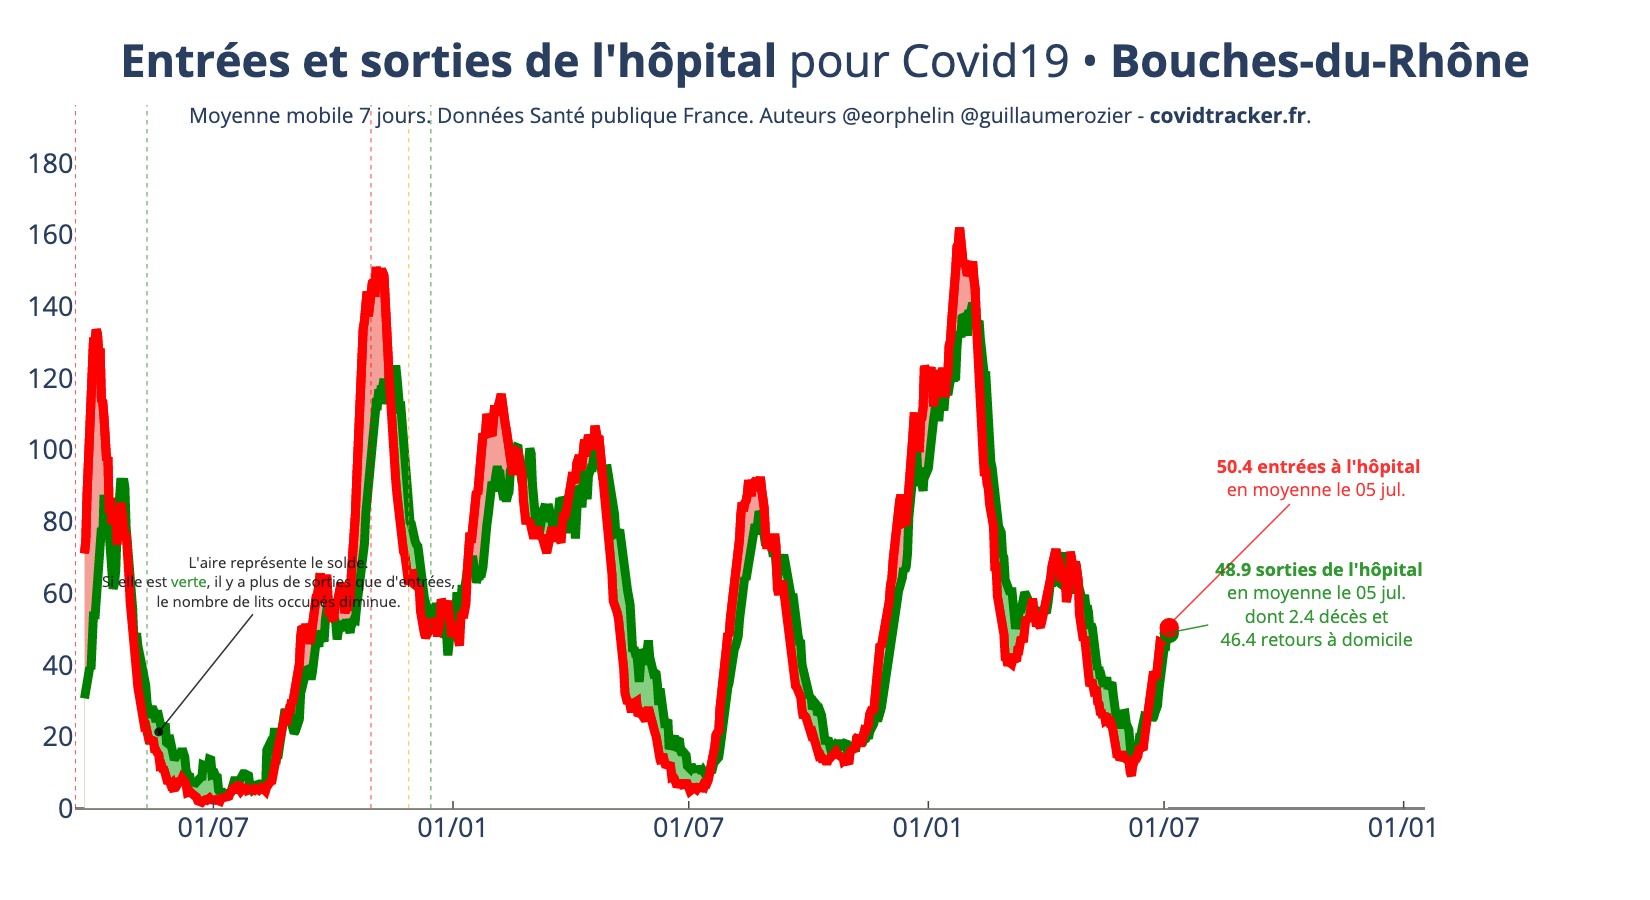 Entrées et sorties de l'hôpital pour Covid19 • Bouches-du-Rhône
Moyenne mobile 7 jours. Données Santé publique France. Auteurs @eorphelin @guillaumerozier - covidtracker.fr.
180
160
140
120
100
80
60
40
20
0
L'aire représente le solde.
Si elle est verte, il y a plus de sorties que d'entrées,
le nombre de lits occupés diminue.
50.4 entrées à l'hôpital
en moyenne le 05 jul.
48.9 sorties de l'hôpital
en moyenne le 05 jul.
dont 2.4 décès et
46.4 retours à domicile
01/07
01/01
01/07
01/01
01/07
01/01